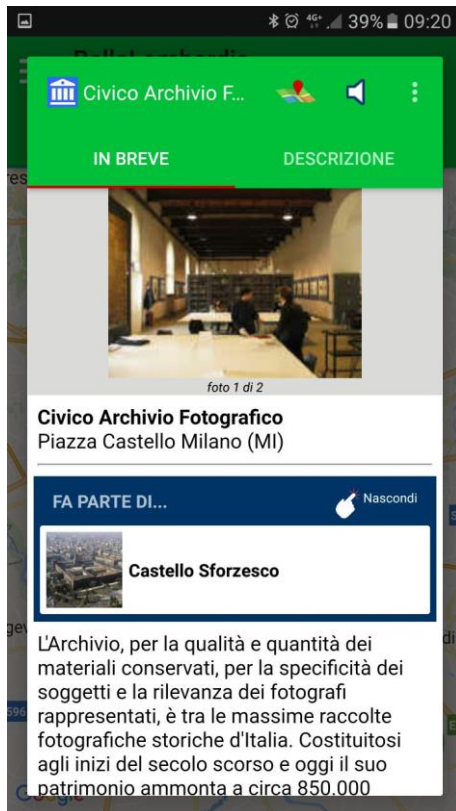 4G+ 39% 09:20
Civico Archivio F...
IN BREVE DESCRIZIONE
foto 1 di 2
Civico Archivio Fotografico
Piazza Castello Milano (MI)
FA PARTE DI... Nascondi
Castello Sforzesco
L'Archivio, per la qualità e quantità dei
materiali conservati, per la specificità dei
soggetti e la rilevanza dei fotografi
rappresentati, è tra le massime raccolte
fotografiche storiche d'Italia. Costituitosi
agli inizi del secolo scorso e oggi il suo
patrimonio ammonta a circa 850.000